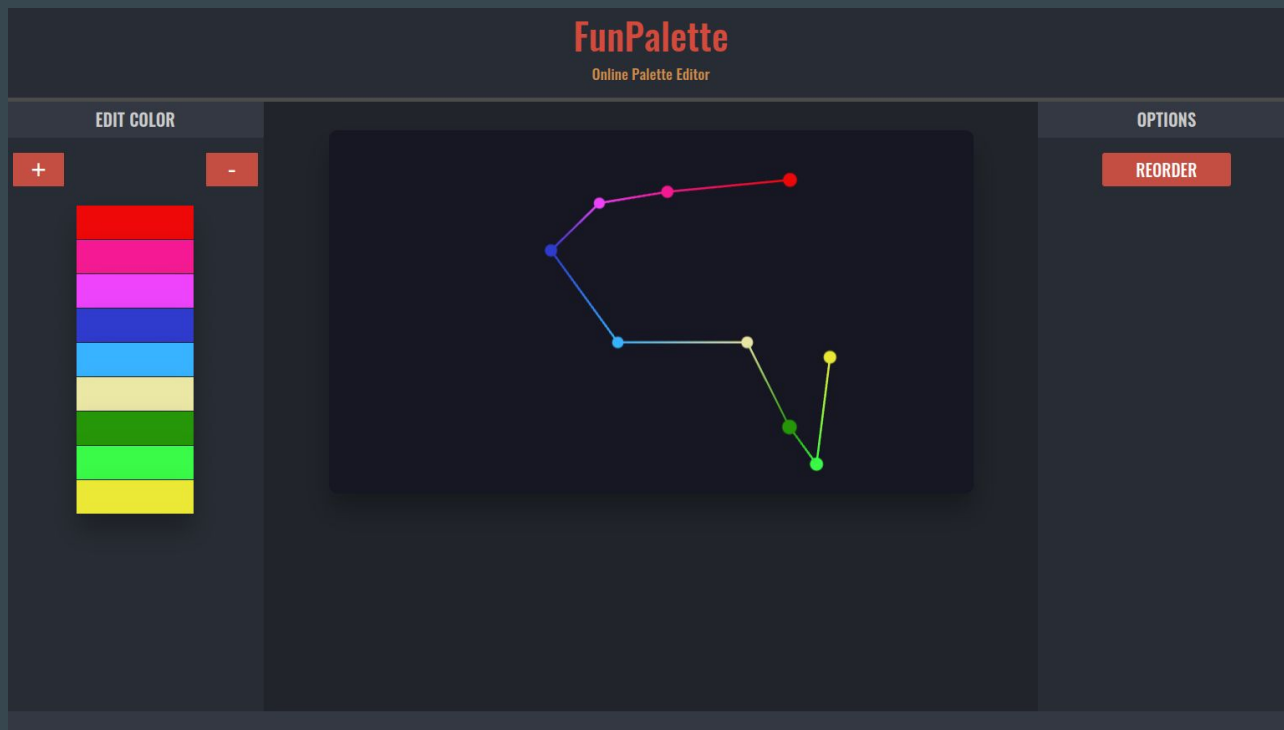 FunPalette
Online Palette Editor
EDIT COLOR
OPTIONS
+
-
REORDER